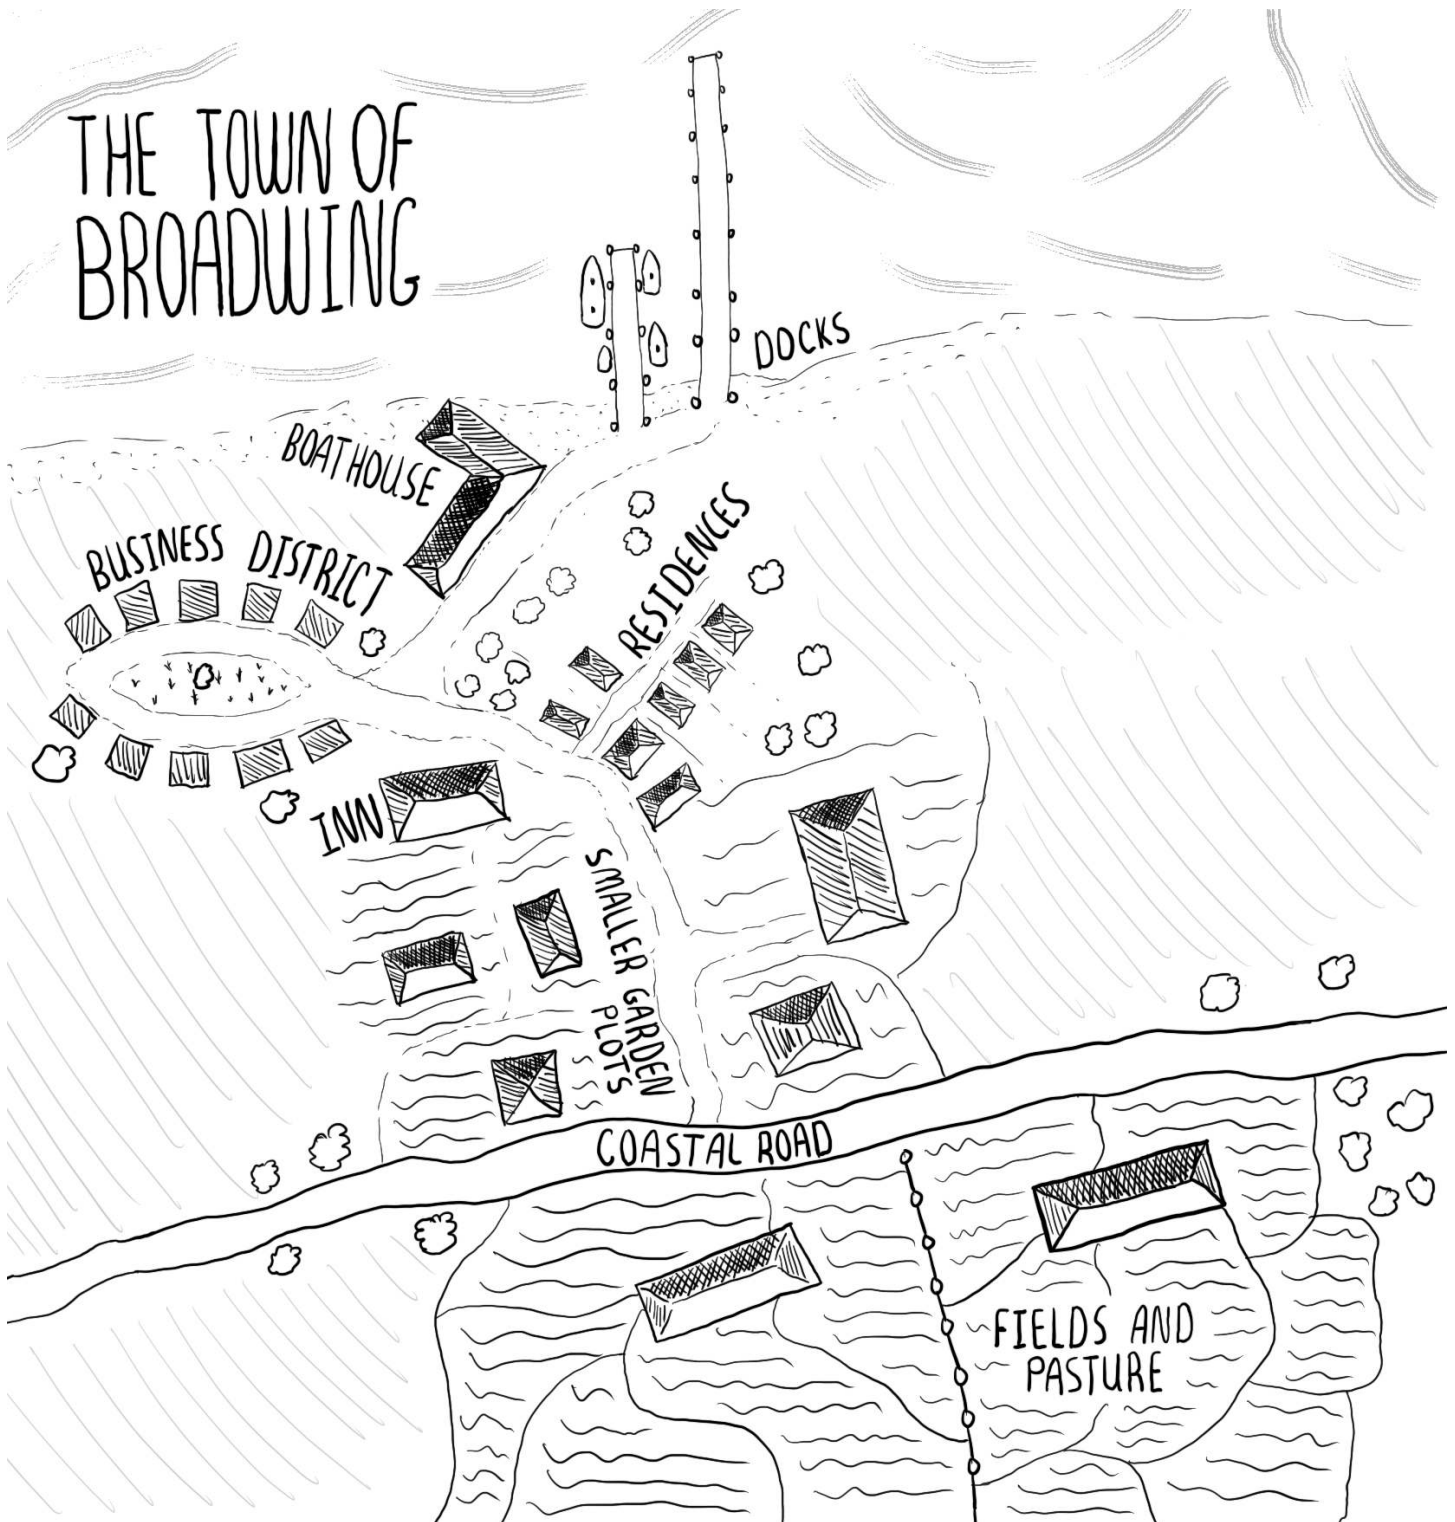 THE TOWN OF
BROADWING
DOCKS
BOATHOUSE
BUSINESS DISTRICT
RESIDENCES
INN
SMALLER GARDEN
PLOTS
COASTAL ROAD
FIELDS AND
PASTURE